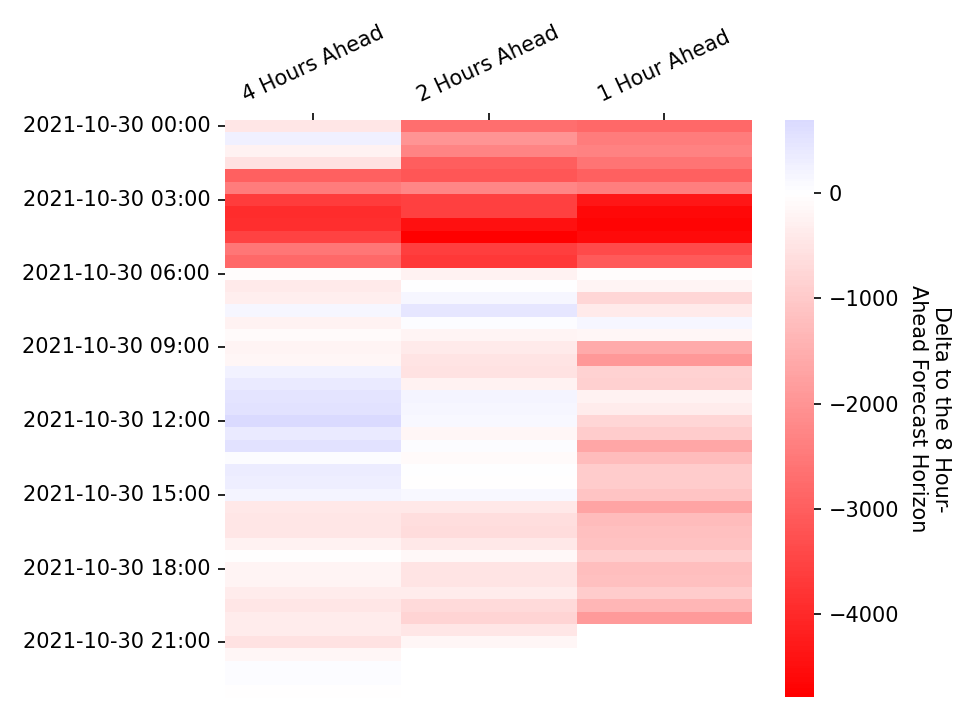 4 Hours Ahead
2 Hours Ahead
1 Hour Ahead
2021-10-30 00:00
2021-10-30 03:00
2021-10-30 06:00
2021-10-30 09:00
2021-10-30 12:00
2021-10-30 15:00
2021-10-30 18:00
2021-10-30 21:00
0
−1000
−2000
−3000
−4000
Delta to the 8 Hour-
Ahead Forecast Horizon